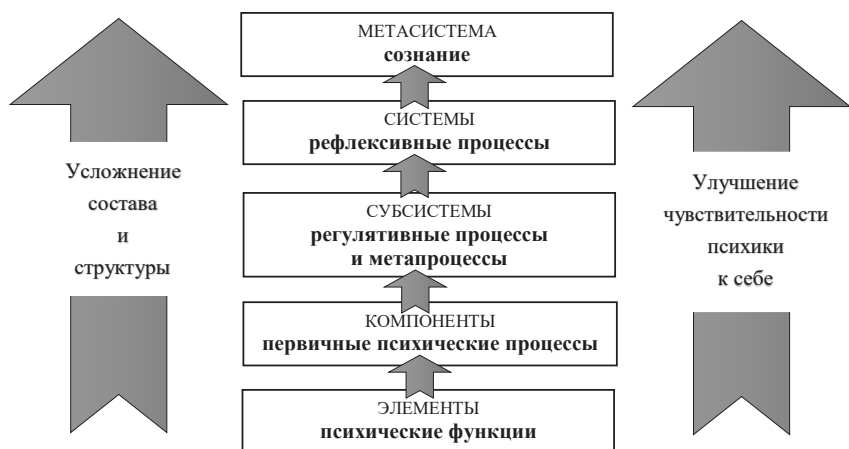 МЕТАСИСТЕМА
сознание
СИСТЕМЫ
рефлексивные процессы
СУБСИСТЕМЫ
регулятивные процессы
и метапроцессы
КОМПОНЕНТЫ
первичные психические процессы
ЭЛЕМЕНТЫ
психические функции
Усложнение
состава
и
структуры
Улучшение
чувствительности
психики
к себе